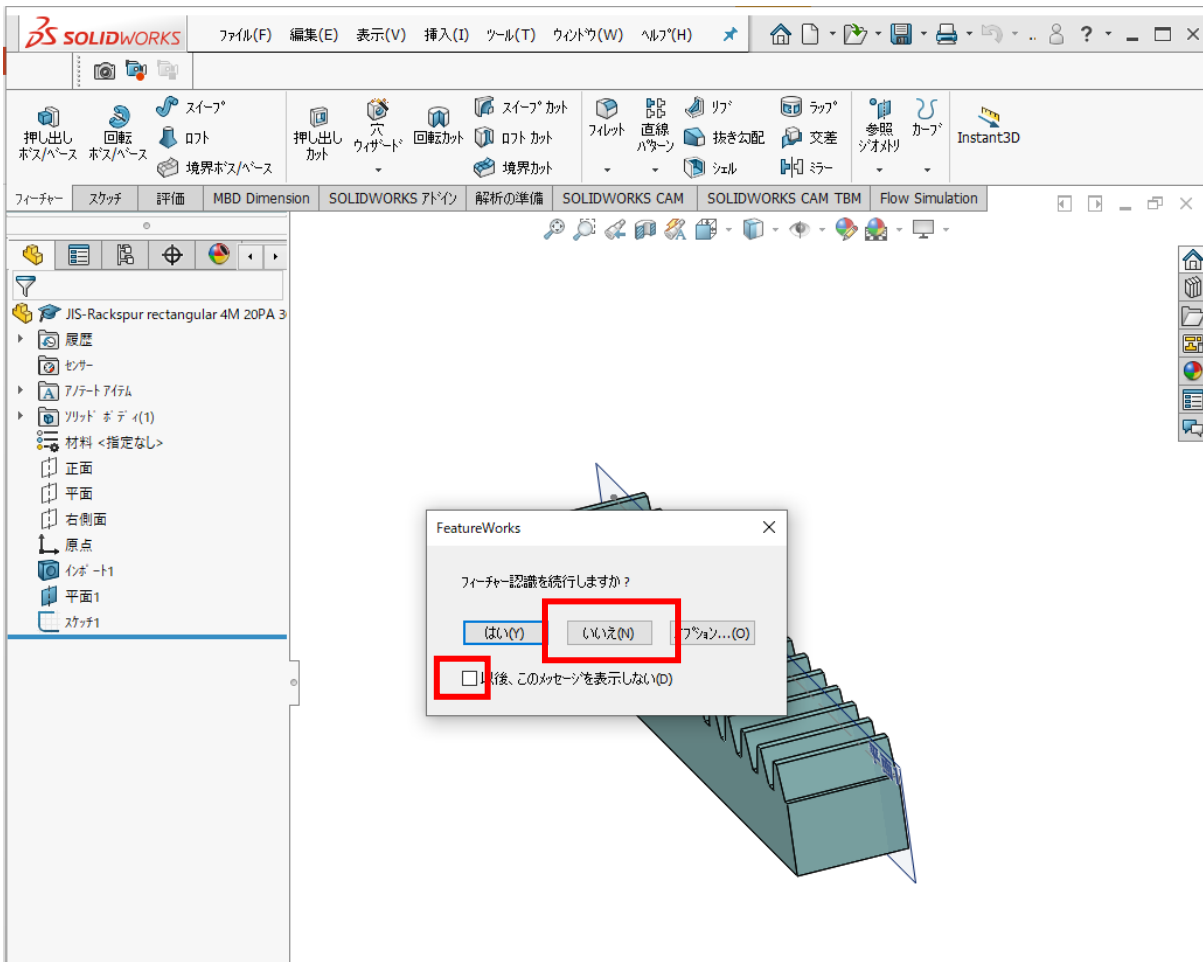 SOLIDWORKS ファイル(F) 編集(E) 表示(V) 挿入(I) ツール(T) ウィンドウ(W) ヘルプ(H)
押し出し ボス/ベース
回転 ボス/ベース
スイープ
ロフト
境界ボス/ベース
押し出し カット
穴 ウィザード
回転カット
スイープ カット
ロフト カット
境界カット
フィレット
直線 パターン
リブ
抜き勾配
シェル
ラップ
交差
ミラー
参照 ジオメトリ
カーブ
Instant3D
フィーチャー スケッチ 評価 MBD Dimension SOLIDWORKS アドイン 解析の準備 SOLIDWORKS CAM SOLIDWORKS CAM TBM Flow Simulation
JIS-Rackspur rectangular 4M 20PA 3
履歴
センサー
アノテート アイテム
ソリッド ボディ(1)
材料 <指定なし>
正面
平面
右側面
原点
インポート1
平面1
スケッチ1
FeatureWorks
フィーチャー認識を続行しますか ?
はい(Y) いいえ(N) プション...(O)
以後、このメッセージを表示しない(D)